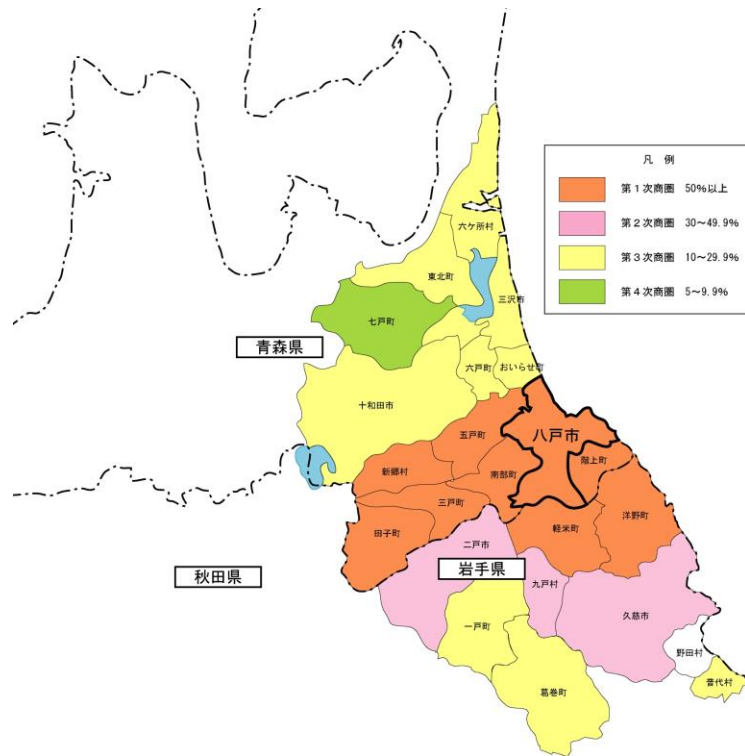 凡 例
第1次商圏 50%以上
第2次商圏 30～49.9%
第3次商圏 10～29.9%
第4次商圏 5～9.9%
六ケ所村
東北町
三沢市
七戸町
青森県
六戸町
おいらせ町
十和田市
八戸市
五戸町
階上町
新郷村
南部町
三戸町
洋野町
田子町
軽米町
二戸市
秋田県
岩手県
九戸村
久慈市
一戸町
野田村
普代村
葛巻町